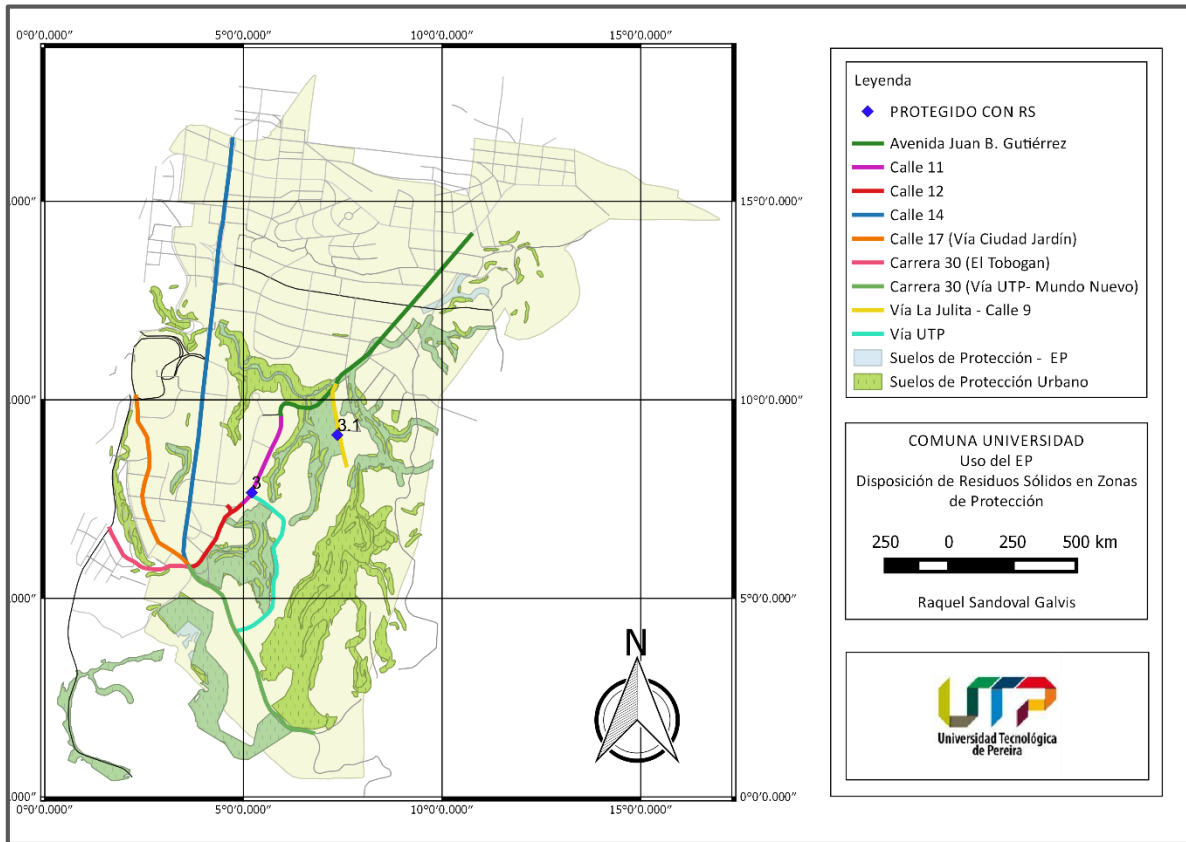 0°0'0.000" 5°0'0.000" 10°0'0.000" 15°0'0.000"
.000" 15°0'0.000"
.000" 10°0'0.000"
.000" 5°0'0.000"
.000" 0°0'0.000"
0°0'0.000" 5°0'0.000" 10°0'0.000" 15°0'0.000"
3.1
3
N
Leyenda
PROTEGIDO CON RS
Avenida Juan B. Gutiérrez
Calle 11
Calle 12
Calle 14
Calle 17 (Vía Ciudad Jardín)
Carrera 30 (El Tobogan)
Carrera 30 (Vía UTP- Mundo Nuevo)
Vía La Julita - Calle 9
Vía UTP
Suelos de Protección - EP
Suelos de Protección Urbano
COMUNA UNIVERSIDAD
Uso del EP
Disposición de Residuos Sólidos en Zonas
de Protección
250 0 250 500 km
Raquel Sandoval Galvis
UTP
Universidad Tecnológica
de Pereira